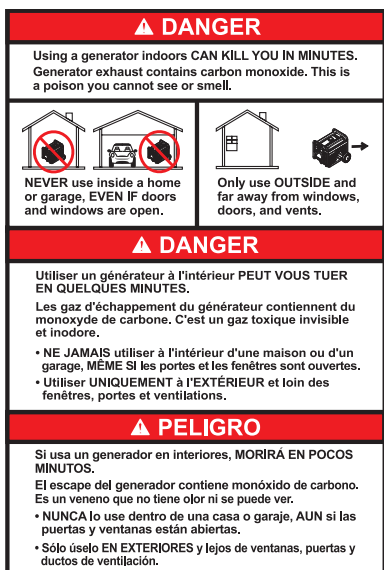 DANGER
Using a generator indoors CAN KILL YOU IN MINUTES.
Generator exhaust contains carbon monoxide. This is
a poison you cannot see or smell.
NEVER use inside a home
or garage, EVEN IF doors
and windows are open.
Only use OUTSIDE and
far away from windows,
doors, and vents.
DANGER
Utiliser un générateur à l'intérieur PEUT VOUS TUER
EN QUELQUES MINUTES.
Les gaz d'échappement du générateur contiennent du
monoxyde de carbone. C'est un gaz toxique invisible
et inodore.
• NE JAMAIS utiliser à l'intérieur d'une maison ou d'un
garage, MÊME SI les portes et les fenêtres sont ouvertes.
• Utiliser UNIQUEMENT à l'EXTÉRIEUR et loin des
fenêtres, portes et ventilations.
PELIGRO
Si usa un generador en interiores, MORIRÁ EN POCOS
MINUTOS.
El escape del generador contiene monóxido de carbono.
Es un veneno que no tiene olor ni se puede ver.
• NUNCA lo use dentro de una casa o garaje, AUN si las
puertas y ventanas están abiertas.
• Sólo úselo EN EXTERIORES y lejos de ventanas, puertas y
ductos de ventilación.